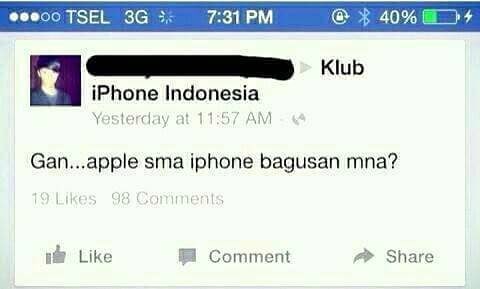 TSEL 3G 7:31 PM 40%
Klub
iPhone Indonesia
Yesterday at 11:57 AM
Gan...apple sma iphone bagusan mna?
19 Likes 98 Comments
Like Comment Share